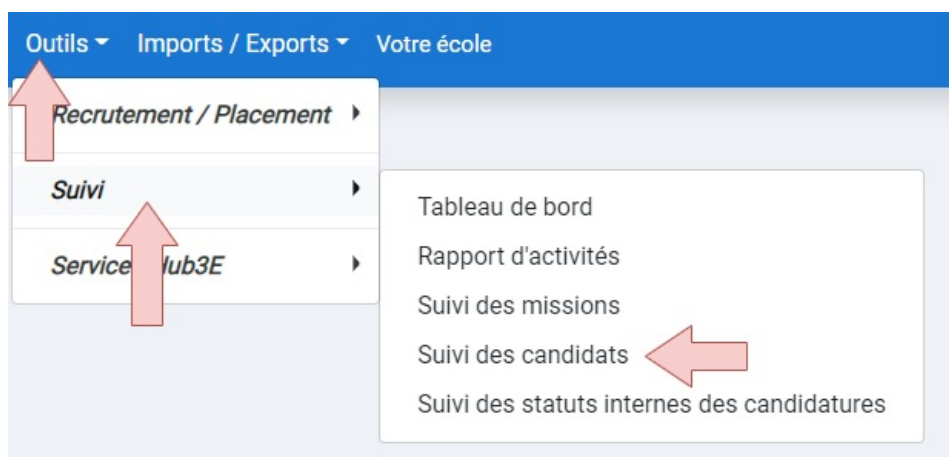 Outils Imports / Exports Votre école
Recrutement / Placement
Suivi
Tableau de bord
Rapport d'activités
Service Hub3E
Suivi des missions
Suivi des candidats
Suivi des statuts internes des candidatures